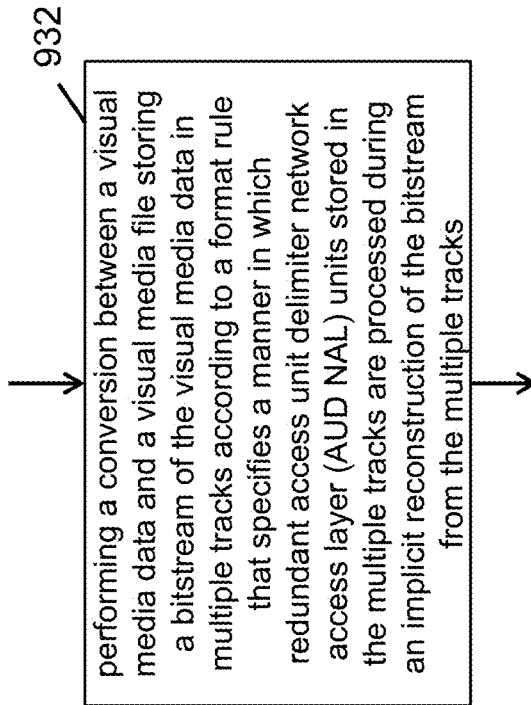 932
performing a conversion between a visual
media data and a visual media file storing
a bitstream of the visual media data in
multiple tracks according to a format rule
that specifies a manner in which
redundant access unit delimiter network
access layer (AUD NAL) units stored in
the multiple tracks are processed during
an implicit reconstruction of the bitstream
from the multiple tracks